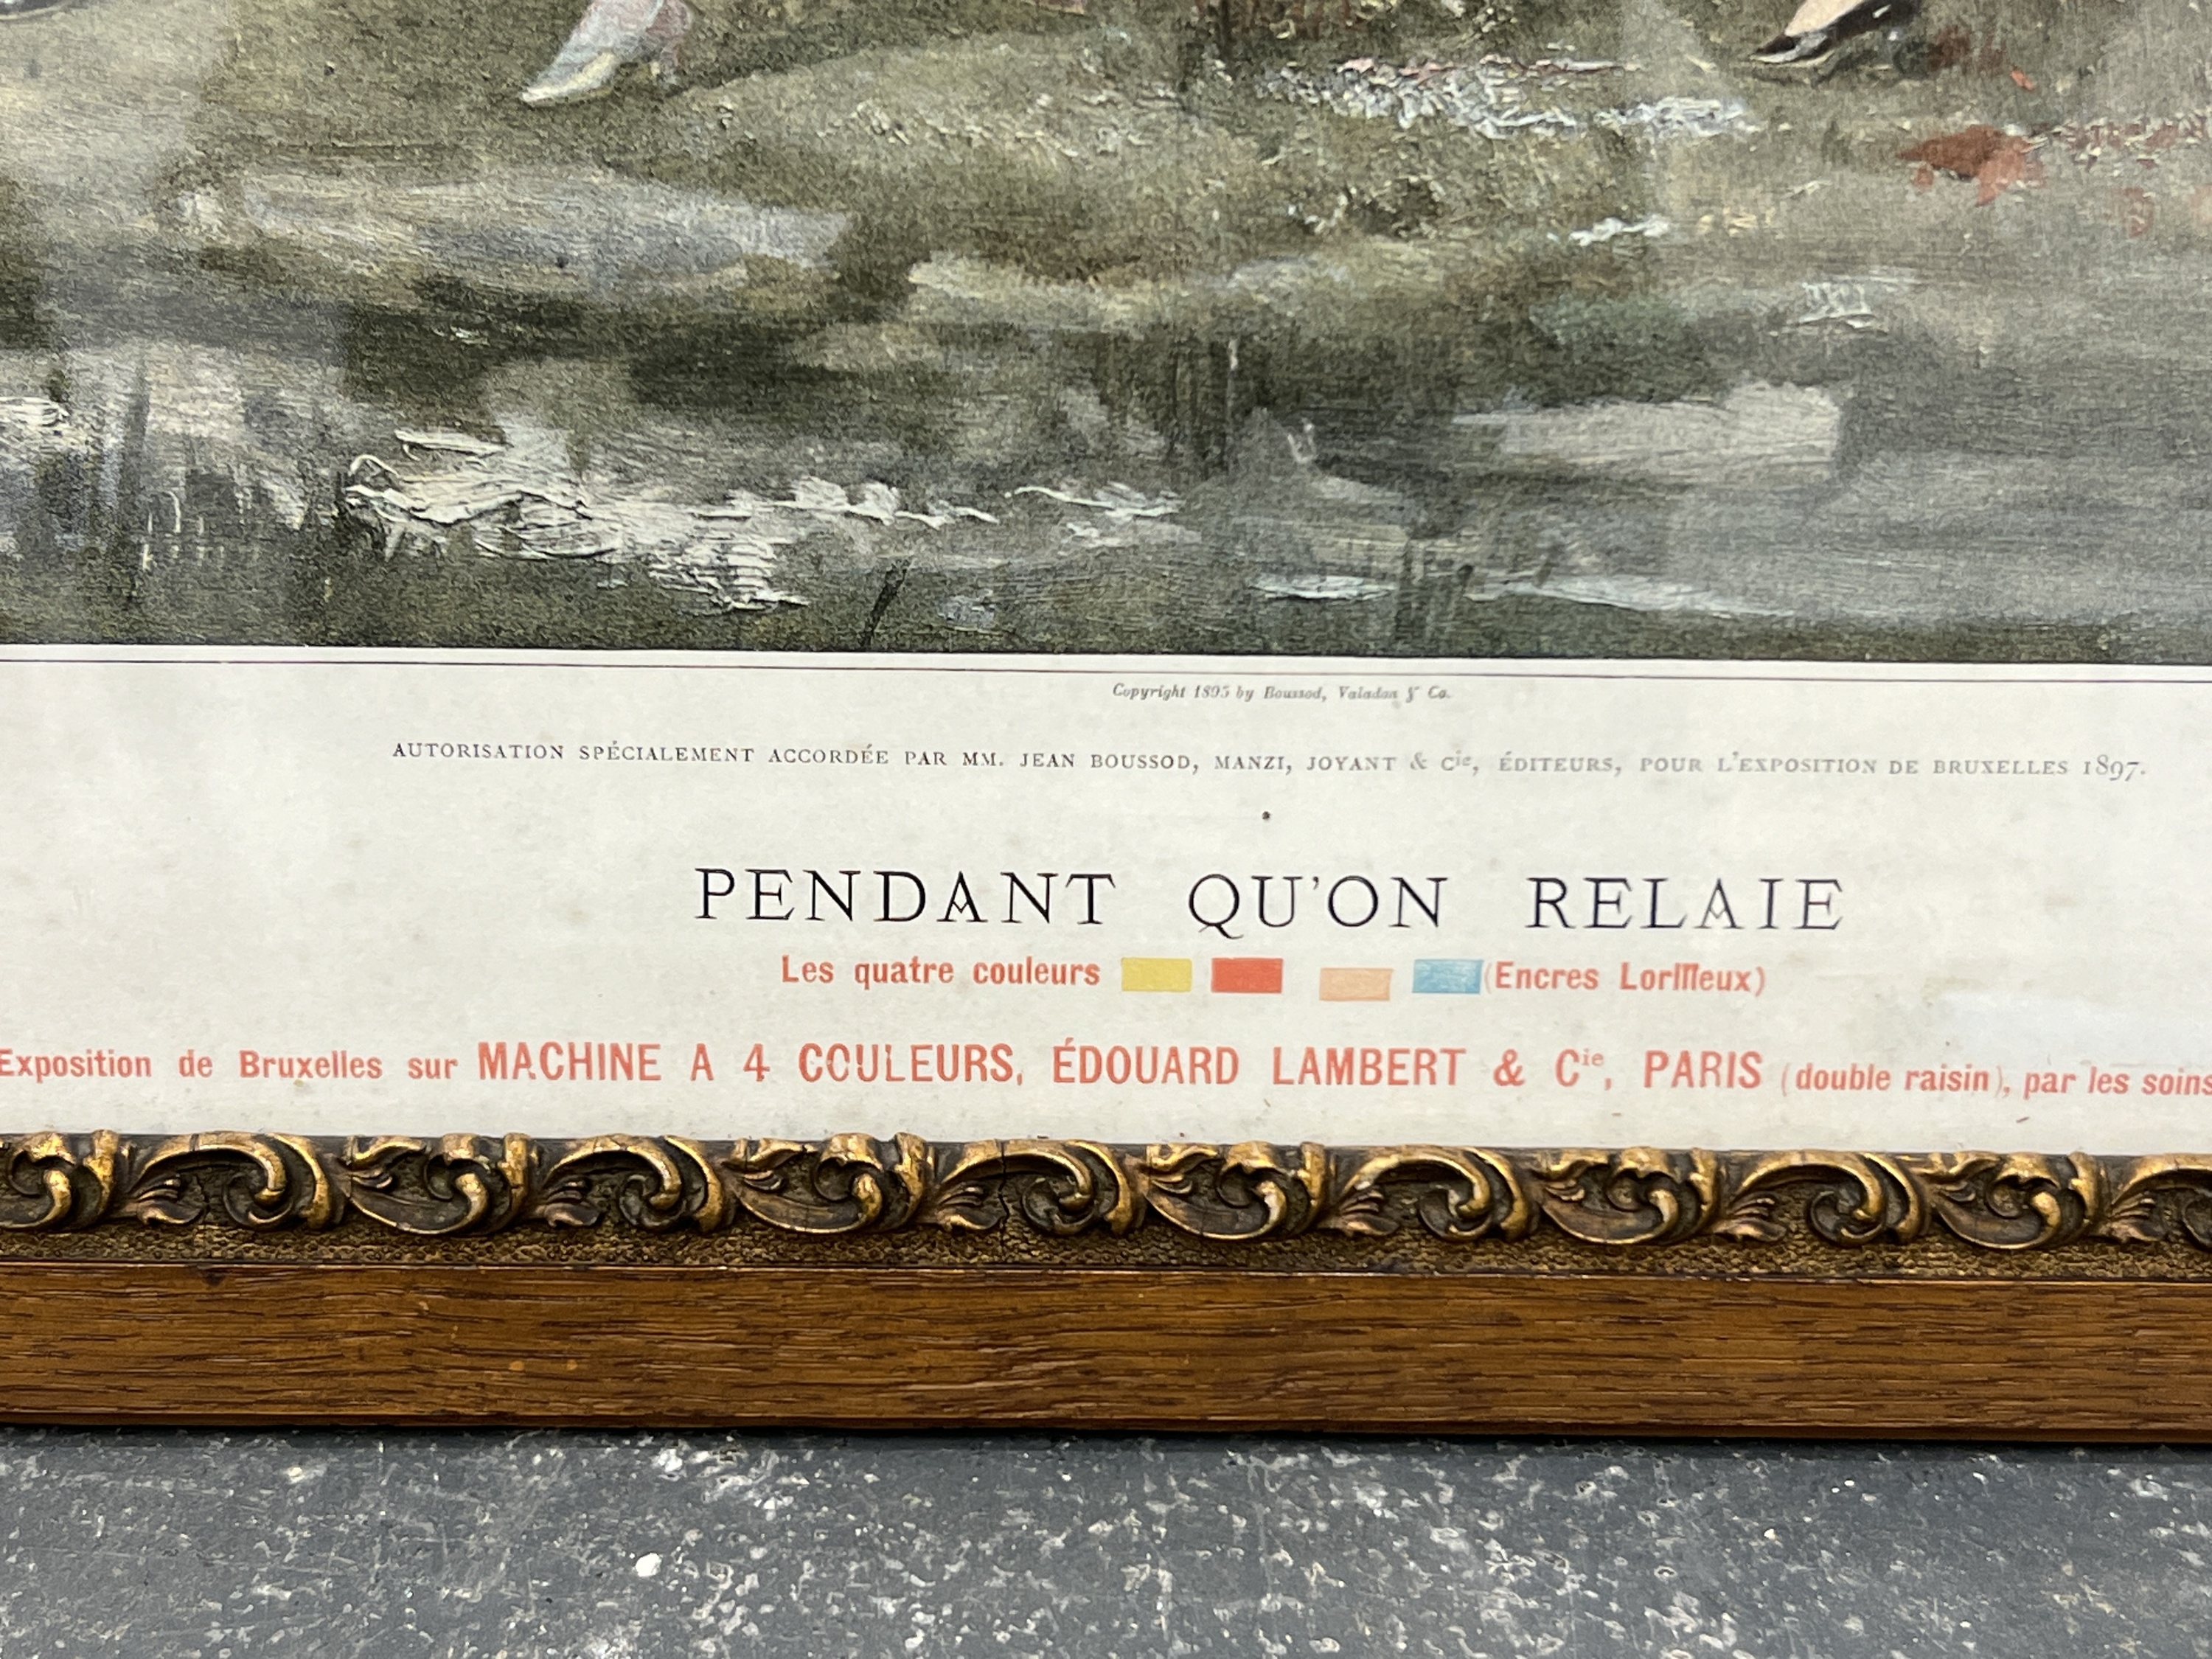 Copyright 1895 by Boussod, Valadon & Co.
AUTORISATION SPÉCIALEMENT ACCORDÉE PAR MM. JEAN BOUSSOD, MANZI, JOYANT & Cie, ÉDITEURS, POUR L'EXPOSITION DE BRUXELLES 1897.
PENDANT QU'ON RELAIE
Les quatre couleurs (Encres Lorilleux)
Exposition de Bruxelles sur MACHINE A 4 COULEURS, ÉDOUARD LAMBERT & Cie, PARIS (double raisin), par les soins